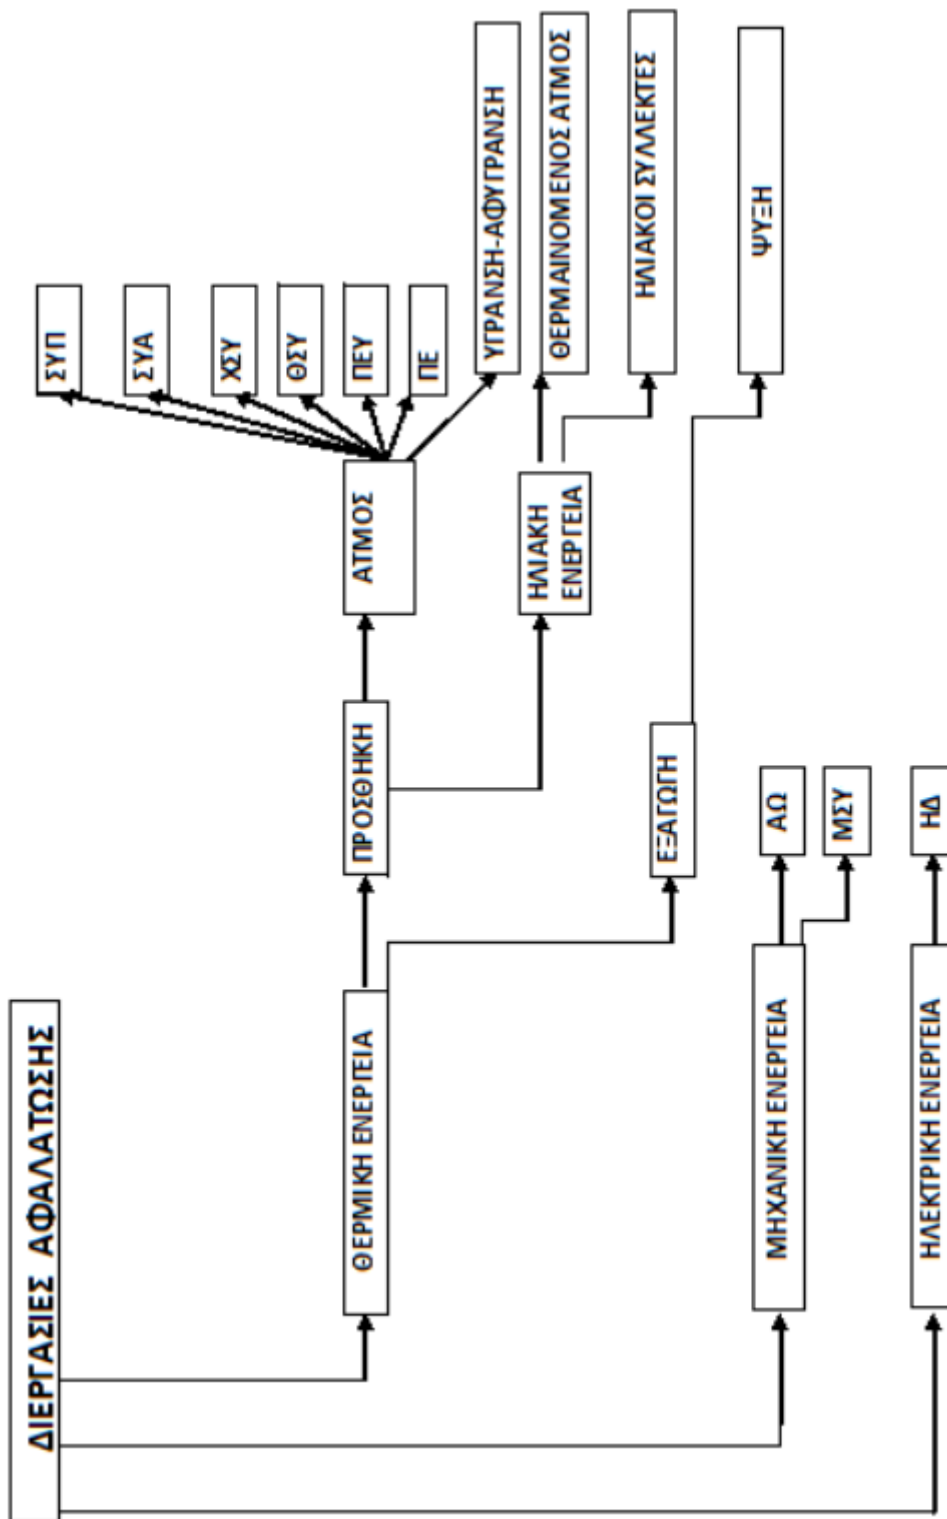 ΔΙΕΡΓΑΣΙΕΣ ΑΦΑΛΑΤΩΣΗΣ
ΘΕΡΜΙΚΗ ΕΝΕΡΓΕΙΑ
ΠΡΟΣΘΗΚΗ
ΑΤΜΟΣ
ΣΥΠ
ΣΥΑ
ΧΣΥ
ΘΣΥ
ΠΕΥ
ΠΕ
ΥΓΡΑΝΣΗ-ΑΦΥΓΡΑΝΣΗ
ΗΛΙΑΚΗ
ΕΝΕΡΓΕΙΑ
ΘΕΡΜΑΙΝΟΜΕΝΟΣ ΑΤΜΟΣ
ΗΛΙΑΚΟΙ ΣΥΛΛΕΚΤΕΣ
ΕΞΑΓΩΓΗ
ΨΥΞΗ
ΜΗΧΑΝΙΚΗ ΕΝΕΡΓΕΙΑ
ΑΩ
ΜΣΥ
ΗΛΕΚΤΡΙΚΗ ΕΝΕΡΓΕΙΑ
ΗΔ